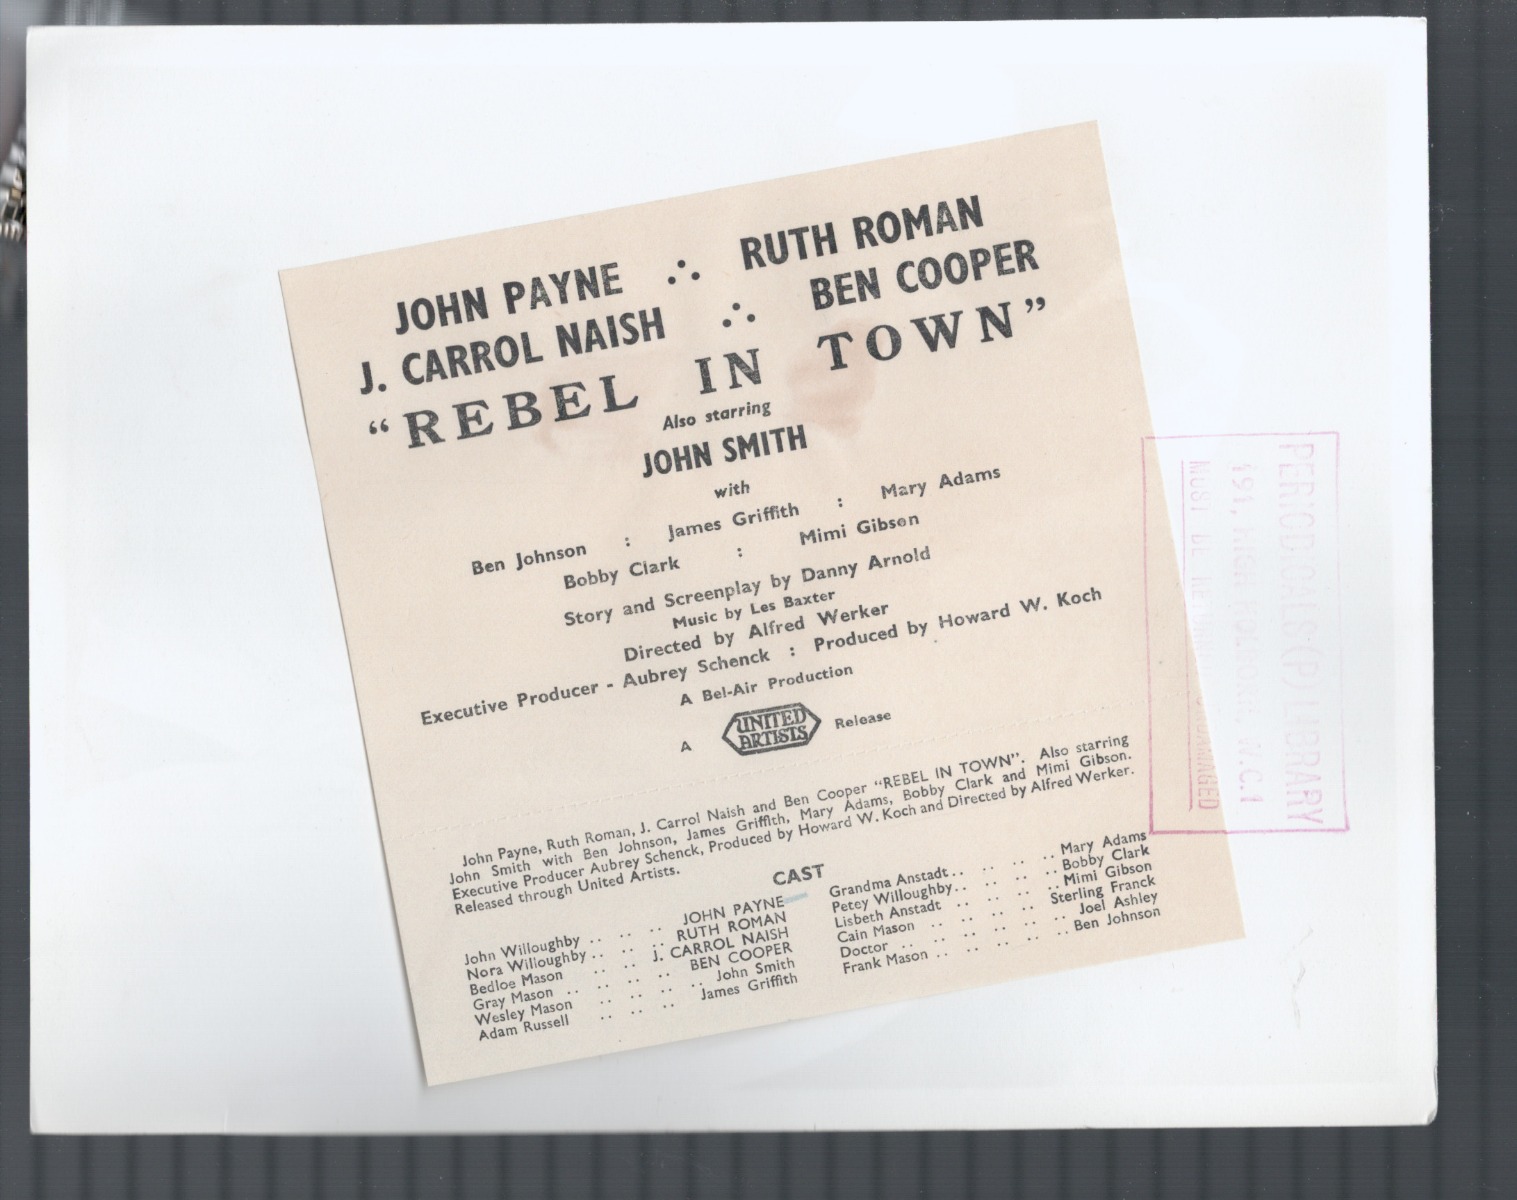 JOHN PAYNE ∴ RUTH ROMAN
J. CARROL NAISH ∴ BEN COOPER
“REBEL IN TOWN”
Also starring
JOHN SMITH
with
Ben Johnson : James Griffith : Mary Adams
Bobby Clark : Mimi Gibson
Story and Screenplay by Danny Arnold
Music by Les Baxter
Directed by Alfred Werker
Executive Producer - Aubrey Schenck : Produced by Howard W. Koch
A Bel-Air Production
A UNITED ARTISTS Release
John Payne, Ruth Roman, J. Carrol Naish and Ben Cooper “REBEL IN TOWN”. Also starring
John Smith with Ben Johnson, James Griffith, Mary Adams, Bobby Clark and Mimi Gibson.
Executive Producer Aubrey Schenck, Produced by Howard W. Koch and Directed by Alfred Werker.
Released through United Artists.
CAST
John Willoughby .. .. .. JOHN PAYNE
Nora Willoughby .. .. .. RUTH ROMAN
Bedloe Mason .. .. J. CARROL NAISH
Gray Mason .. .. .. .. BEN COOPER
Wesley Mason .. .. .. .. John Smith
Adam Russell .. .. .. James Griffith
Grandma Anstadt .. .. .. .. Mary Adams
Petey Willoughby .. .. .. .. Bobby Clark
Lisbeth Anstadt .. .. .. .. Mimi Gibson
Cain Mason .. .. .. .. Sterling Franck
Doctor .. .. .. .. .. Joel Ashley
Frank Mason .. .. .. .. .. Ben Johnson
PERIODICALS (P) LIBRARY
191, HIGH HOLBORN W.C.1
MUST BE